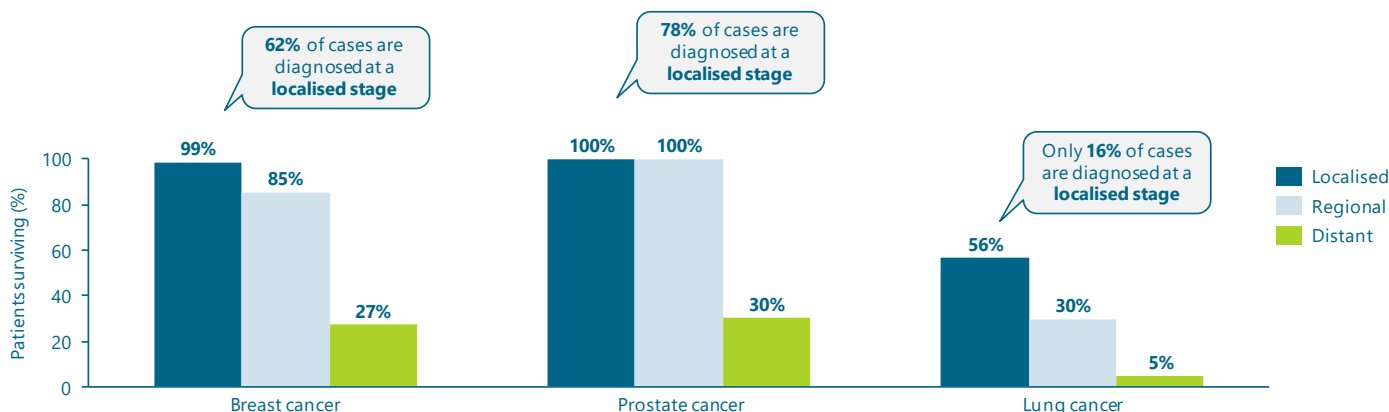 62% of cases are
diagnosed at a
localised stage
78% of cases are
diagnosed at a
localised stage
Only 16% of cases
are diagnosed at a
localised stage
Patients surviving (%)
100
80
60
40
20
0
99%
85%
27%
100%
100%
30%
56%
30%
5%
Breast cancer
Prostate cancer
Lung cancer
Localised
Regional
Distant